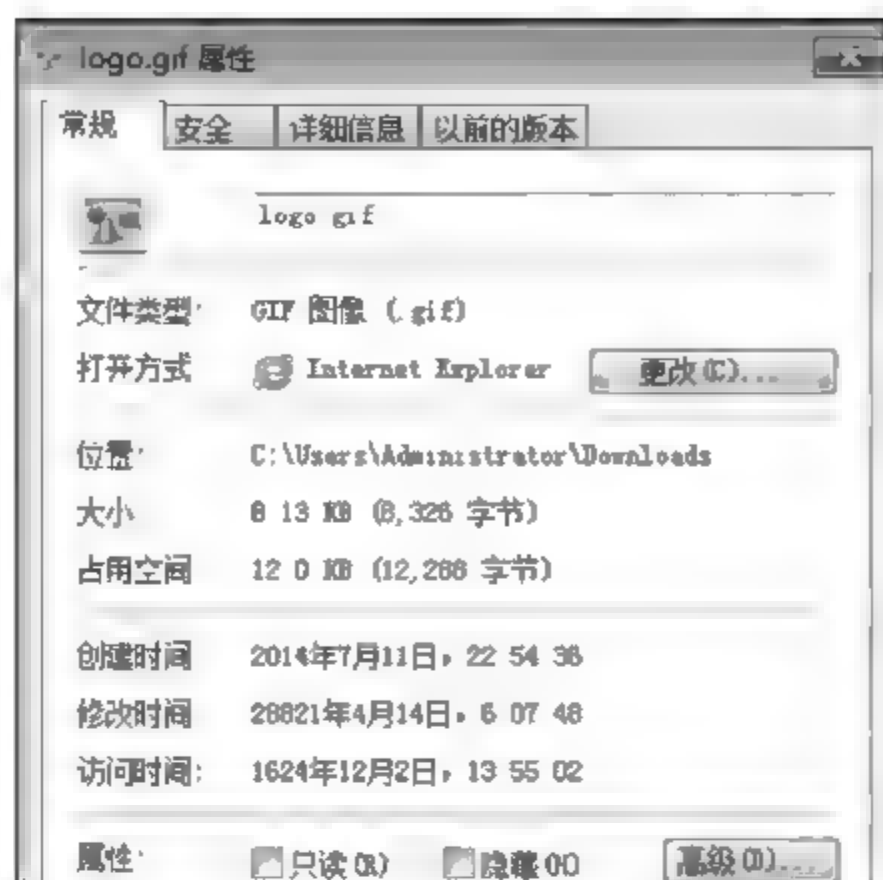 logo.gif 属性
常规 安全 详细信息 以前的版本
logo gif
文件类型: GIF 图像 (.gif)
打开方式 Internet Explorer 更改(C)...
位置: C:\Users\Administrator\Downloads
大小 8 13 KB (8,326 字节)
占用空间 12 0 KB (12,288 字节)
创建时间 2014年7月11日, 22 54 36
修改时间 28821年4月14日, 6 07 48
访问时间: 1624年12月2日, 13 55 02
属性: 只读(R) 隐藏(H) 高级(D)...